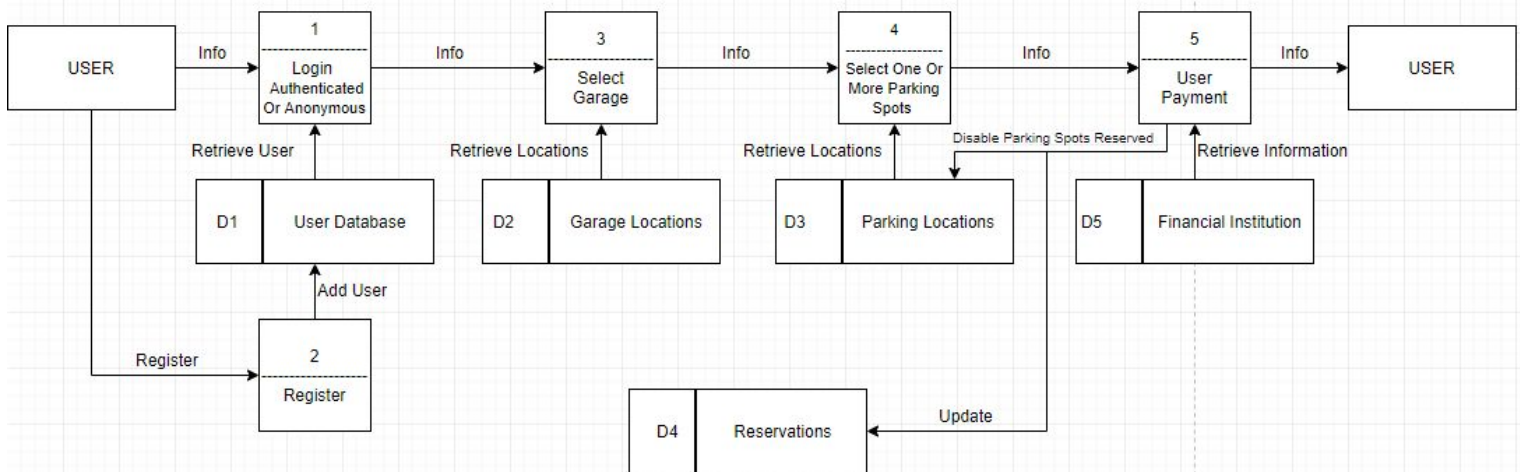 USER
Info
1
Login
Authenticated
Or Anonymous
Info
3
Select
Garage
Info
4
Select One Or
More Parking
Spots
Info
5
User
Payment
Info
USER
Retrieve User
Retrieve Locations
Retrieve Locations
Disable Parking Spots Reserved
Retrieve Information
D1
User Database
D2
Garage Locations
D3
Parking Locations
D5
Financial Institution
Add User
Register
2
Register
D4
Reservations
Update